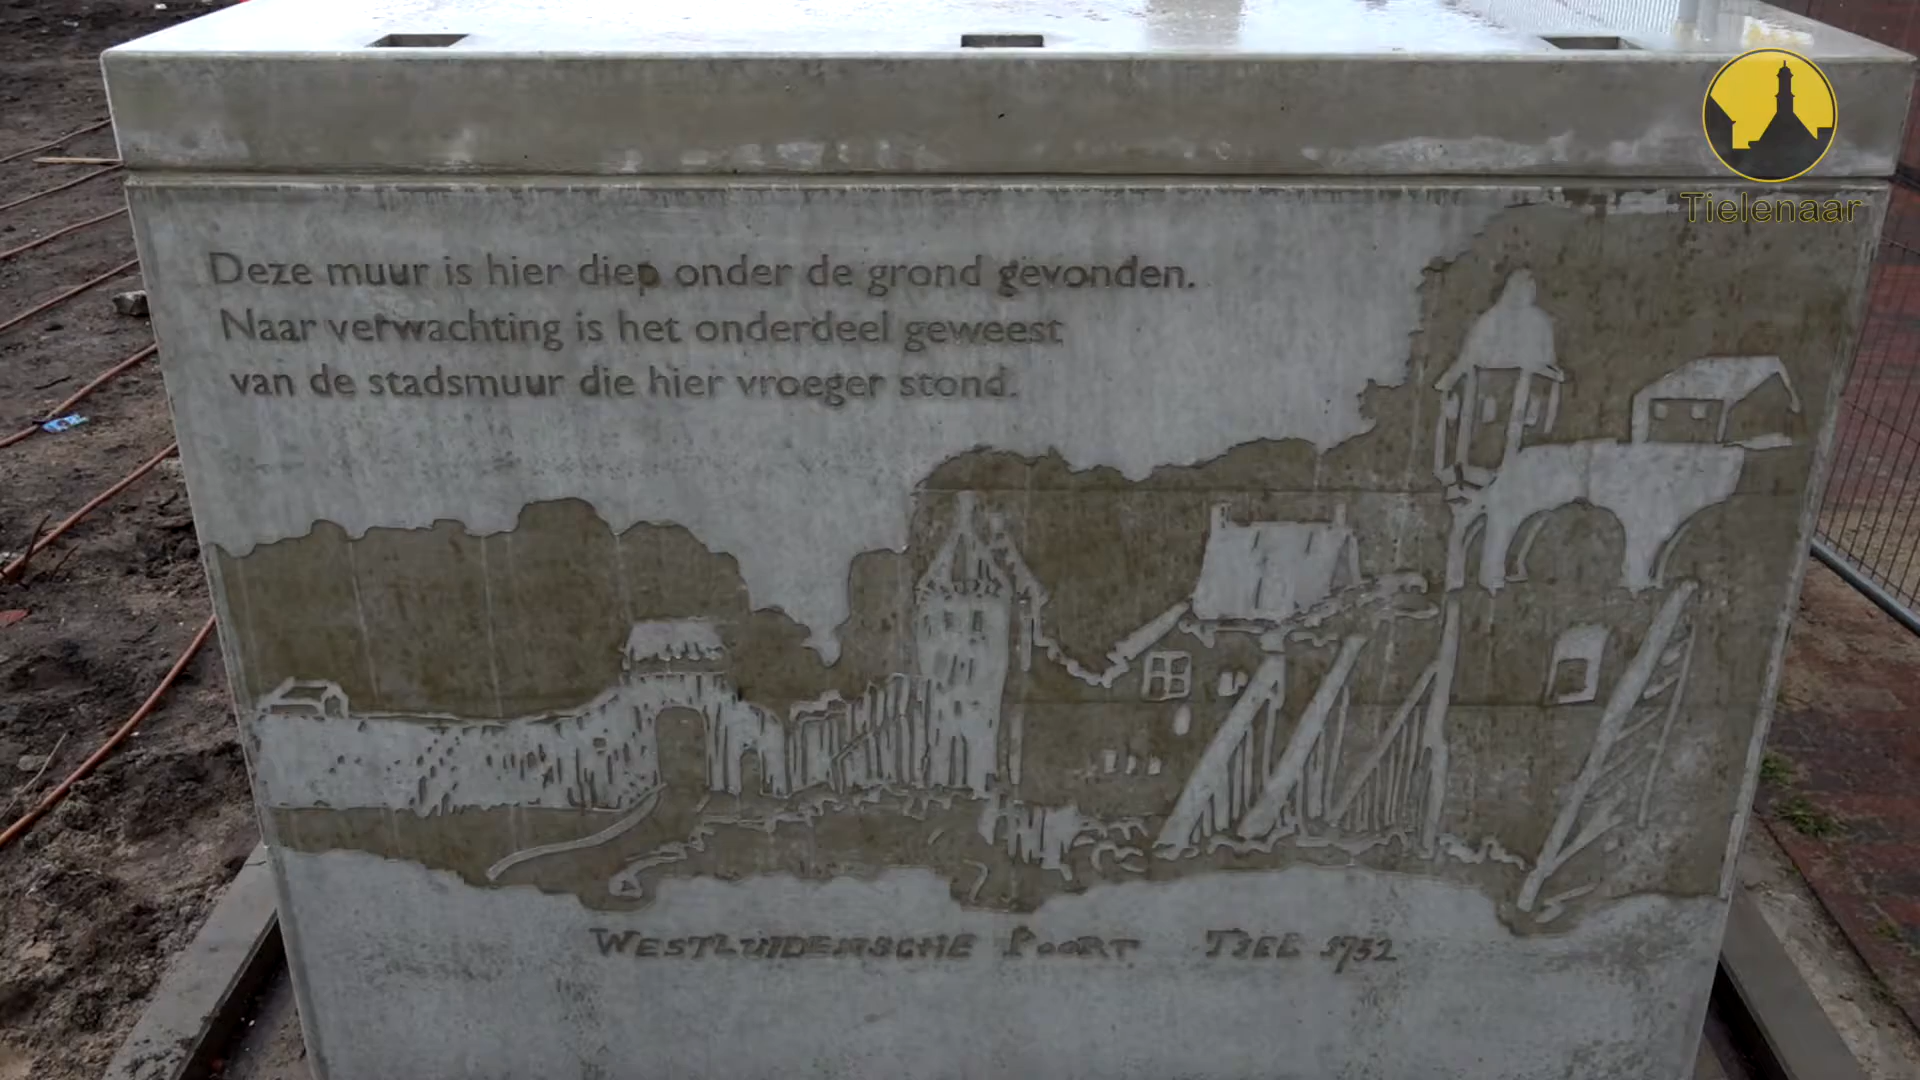 Tielenaar
Deze muur is hier diep onder de grond gevonden.
Naar verwachting is het onderdeel geweest
van de stadsmuur die hier vroeger stond.
WESTLUIDENSCHE POORT TIEL 1732